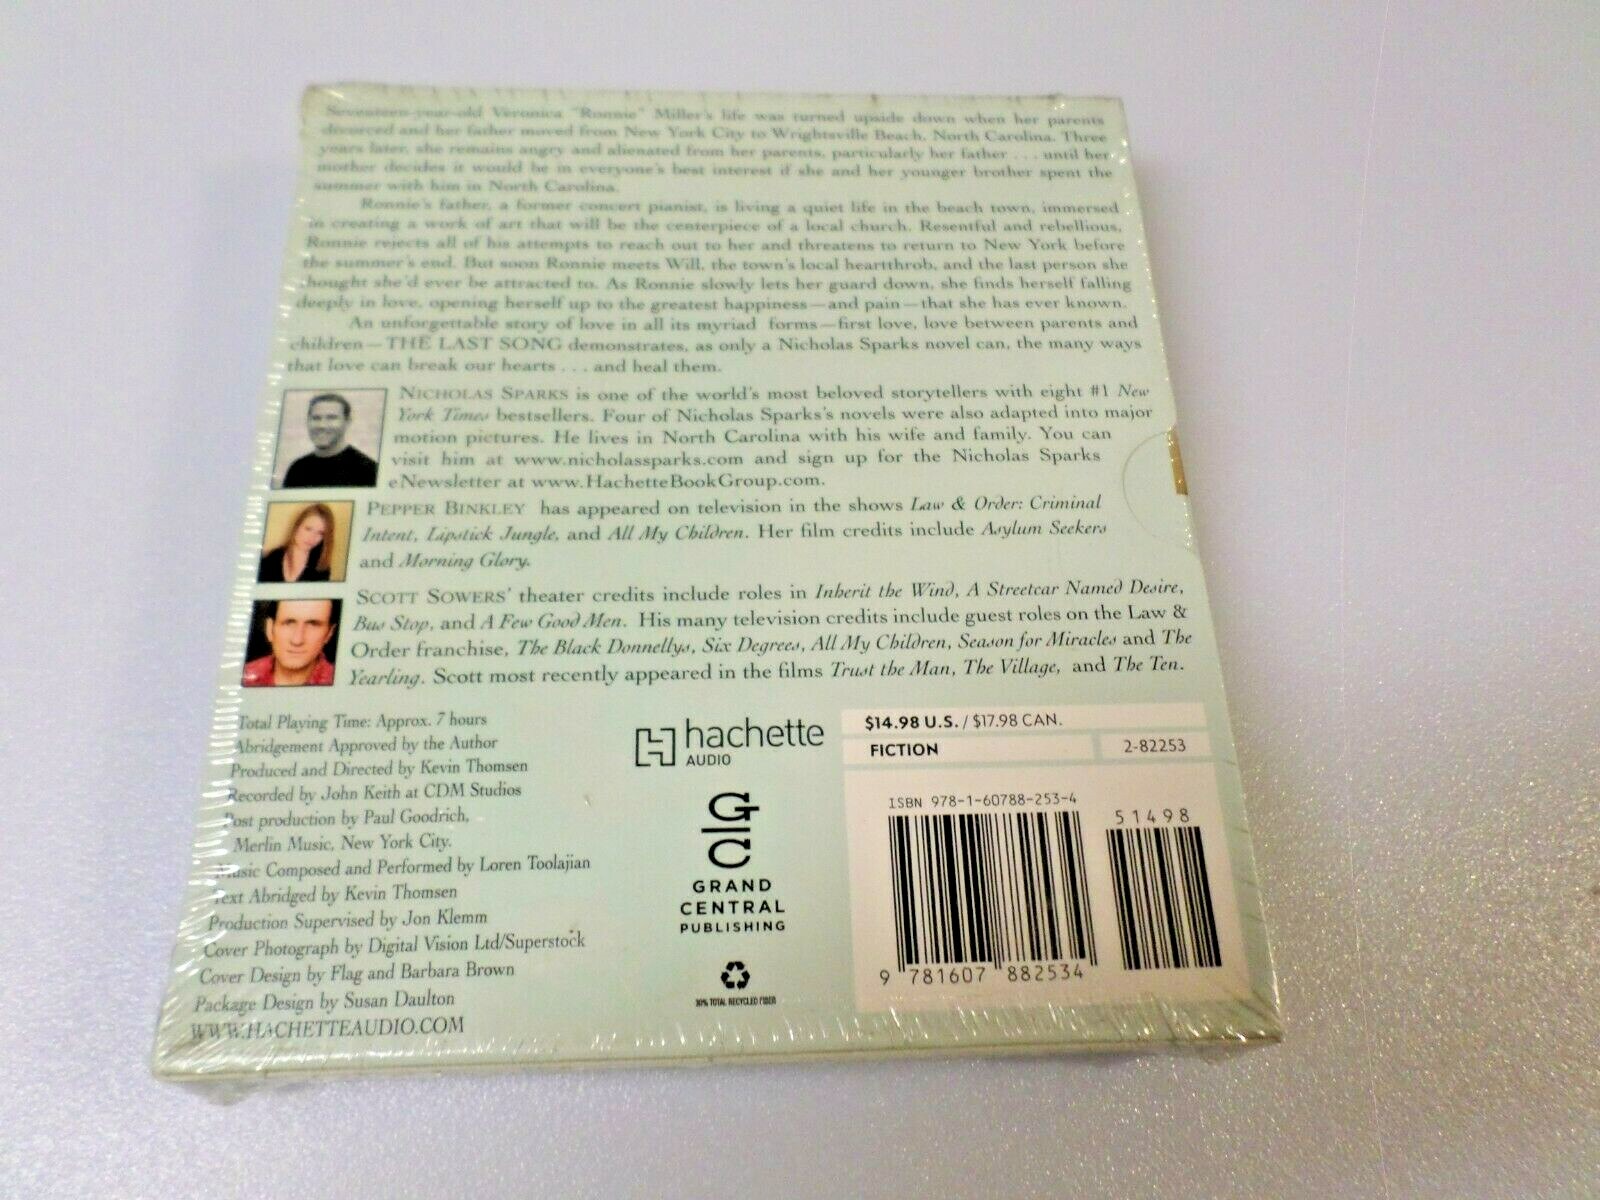 Seventeen-year-old Veronica "Ronnie" Miller's life was turned upside down when her parents
divorced and her father moved from New York City to Wrightsville Beach, North Carolina. Three
years later, she remains angry and alienated from her parents, particularly her father . . . until her
mother decides it would be in everyone's best interest if she and her younger brother spent the
summer with him in North Carolina.
Ronnie's father, a former concert pianist, is living a quiet life in the beach town, immersed
in creating a work of art that will be the centerpiece of a local church. Resentful and rebellious,
Ronnie rejects all of his attempts to reach out to her and threatens to return to New York before
the summer's end. But soon Ronnie meets Will, the town's local heartthrob, and the last person she
thought she'd ever be attracted to. As Ronnie slowly lets her guard down, she finds herself falling
deeply in love, opening herself up to the greatest happiness—and pain—that she has ever known.
An unforgettable story of love in all its myriad forms—first love, love between parents and
children—THE LAST SONG demonstrates, as only a Nicholas Sparks novel can, the many ways
that love can break our hearts . . . and heal them.
NICHOLAS SPARKS is one of the world's most beloved storytellers with eight #1 New
York Times bestsellers. Four of Nicholas Sparks's novels were also adapted into major
motion pictures. He lives in North Carolina with his wife and family. You can
visit him at www.nicholassparks.com and sign up for the Nicholas Sparks
eNewsletter at www.HachetteBookGroup.com.
PEPPER BINKLEY has appeared on television in the shows Law & Order: Criminal
Intent, Lipstick Jungle, and All My Children. Her film credits include Asylum Seekers
and Morning Glory.
SCOTT SOWERS' theater credits include roles in Inherit the Wind, A Streetcar Named Desire,
Bus Stop, and A Few Good Men. His many television credits include guest roles on the Law &
Order franchise, The Black Donnellys, Six Degrees, All My Children, Season for Miracles and The
Yearling. Scott most recently appeared in the films Trust the Man, The Village, and The Ten.
Total Playing Time: Approx. 7 hours
Abridgement Approved by the Author
Produced and Directed by Kevin Thomsen
Recorded by John Keith at CDM Studios
Post production by Paul Goodrich,
Merlin Music, New York City.
Music Composed and Performed by Loren Toolajian
Text Abridged by Kevin Thomsen
Production Supervised by Jon Klemm
Cover Photograph by Digital Vision Ltd/Superstock
Cover Design by Flag and Barbara Brown
Package Design by Susan Daulton
WWW.HACHETTEAUDIO.COM
hachette
AUDIO
GC
GRAND
CENTRAL
PUBLISHING
30% TOTAL RECYCLED FIBER
$14.98 U.S. / $17.98 CAN.
FICTION
2-82253
ISBN 978-1-60788-253-4
51498
9 781607 882534